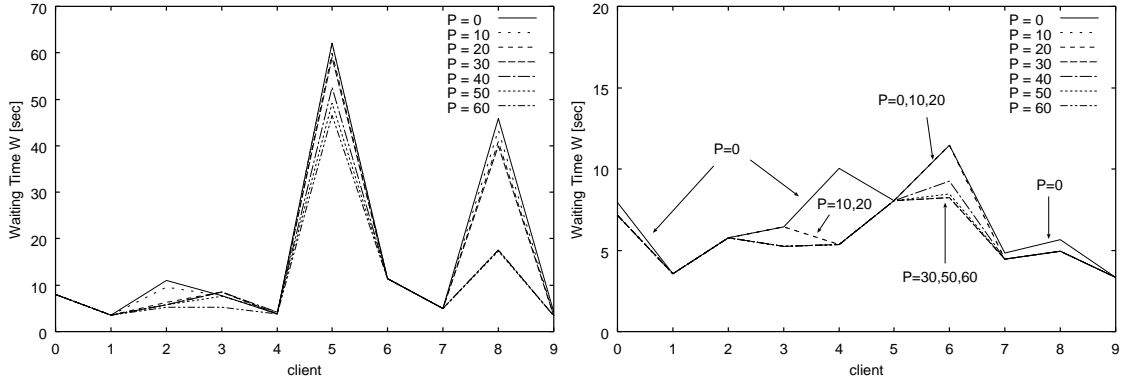 70
60
50
40
30
20
10
0
Waiting Time W [sec]
0 1 2 3 4 5 6 7 8 9
client
P = 0
P = 10
P = 20
P = 30
P = 40
P = 50
P = 60
20
15
10
5
0
Waiting Time W [sec]
0 1 2 3 4 5 6 7 8 9
client
P = 0
P = 10
P = 20
P = 30
P = 40
P = 50
P = 60
P=0,10,20
P=0
P=10,20
P=0
P=30,50,60